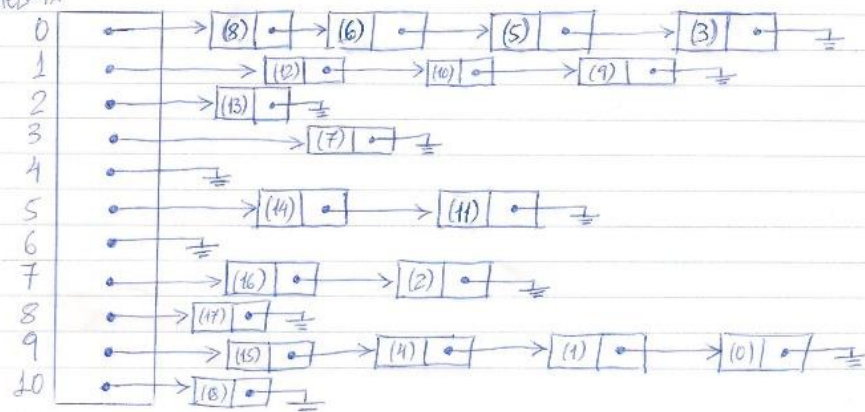 0 (8) (6) (5) (3)
1 (12) (10) (9)
2 (13)
3 (7)
4
5 (14) (11)
6
7 (16) (2)
8 (17)
9 (15) (4) (1) (0)
10 (18)